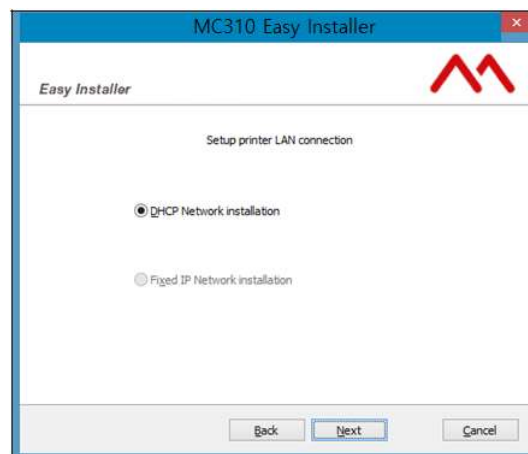 MC310 Easy Installer
Easy Installer
Setup printer LAN connection
DHCP Network installation
Fixed IP Network installation
Back Next Cancel